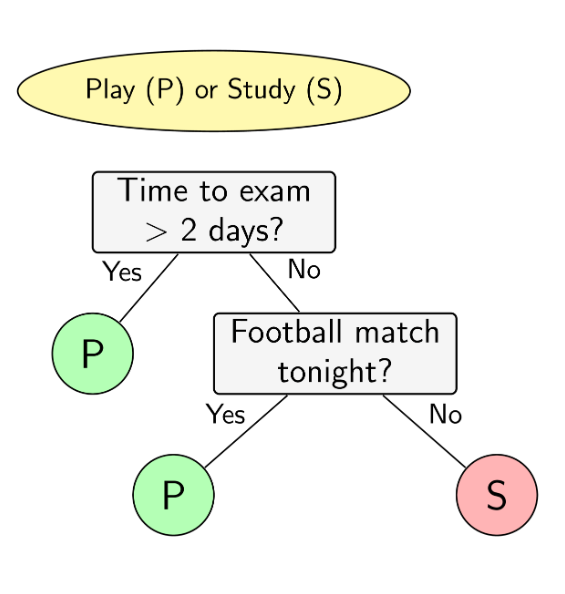 Play (P) or Study (S)
Time to exam
> 2 days?
Yes
No
P
Football match
tonight?
Yes
No
P
S